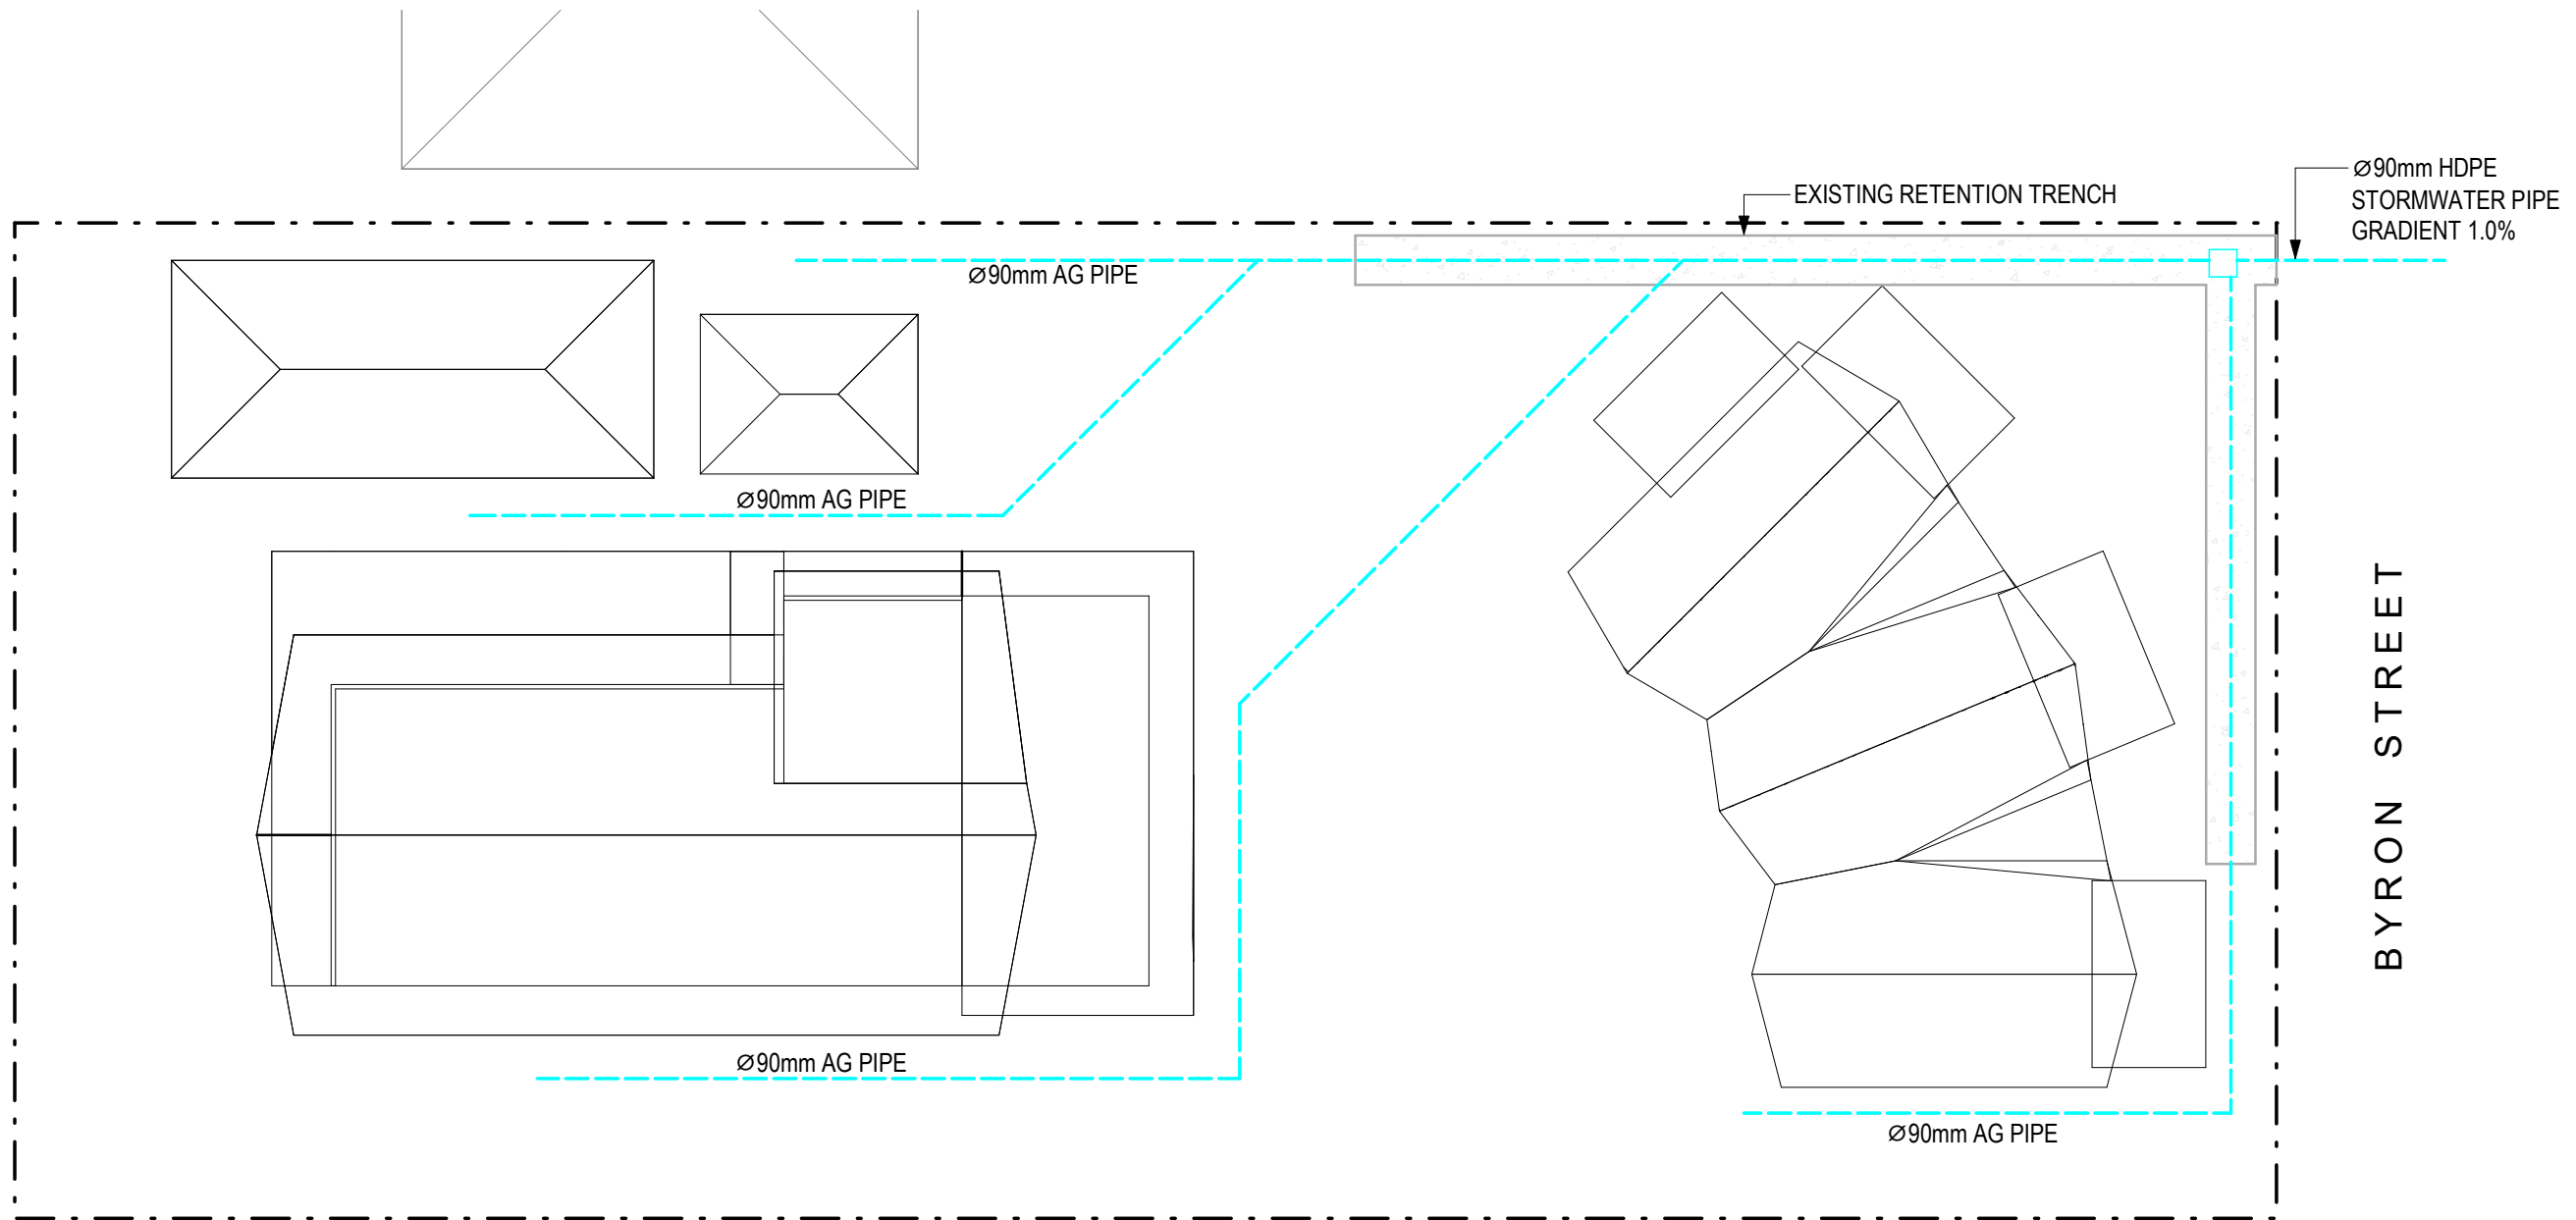 Ø90mm HDPE
STORMWATER PIPE
GRADIENT 1.0%
EXISTING RETENTION TRENCH
Ø90mm AG PIPE
Ø90mm AG PIPE
BYRON STREET
Ø90mm AG PIPE
Ø90mm AG PIPE